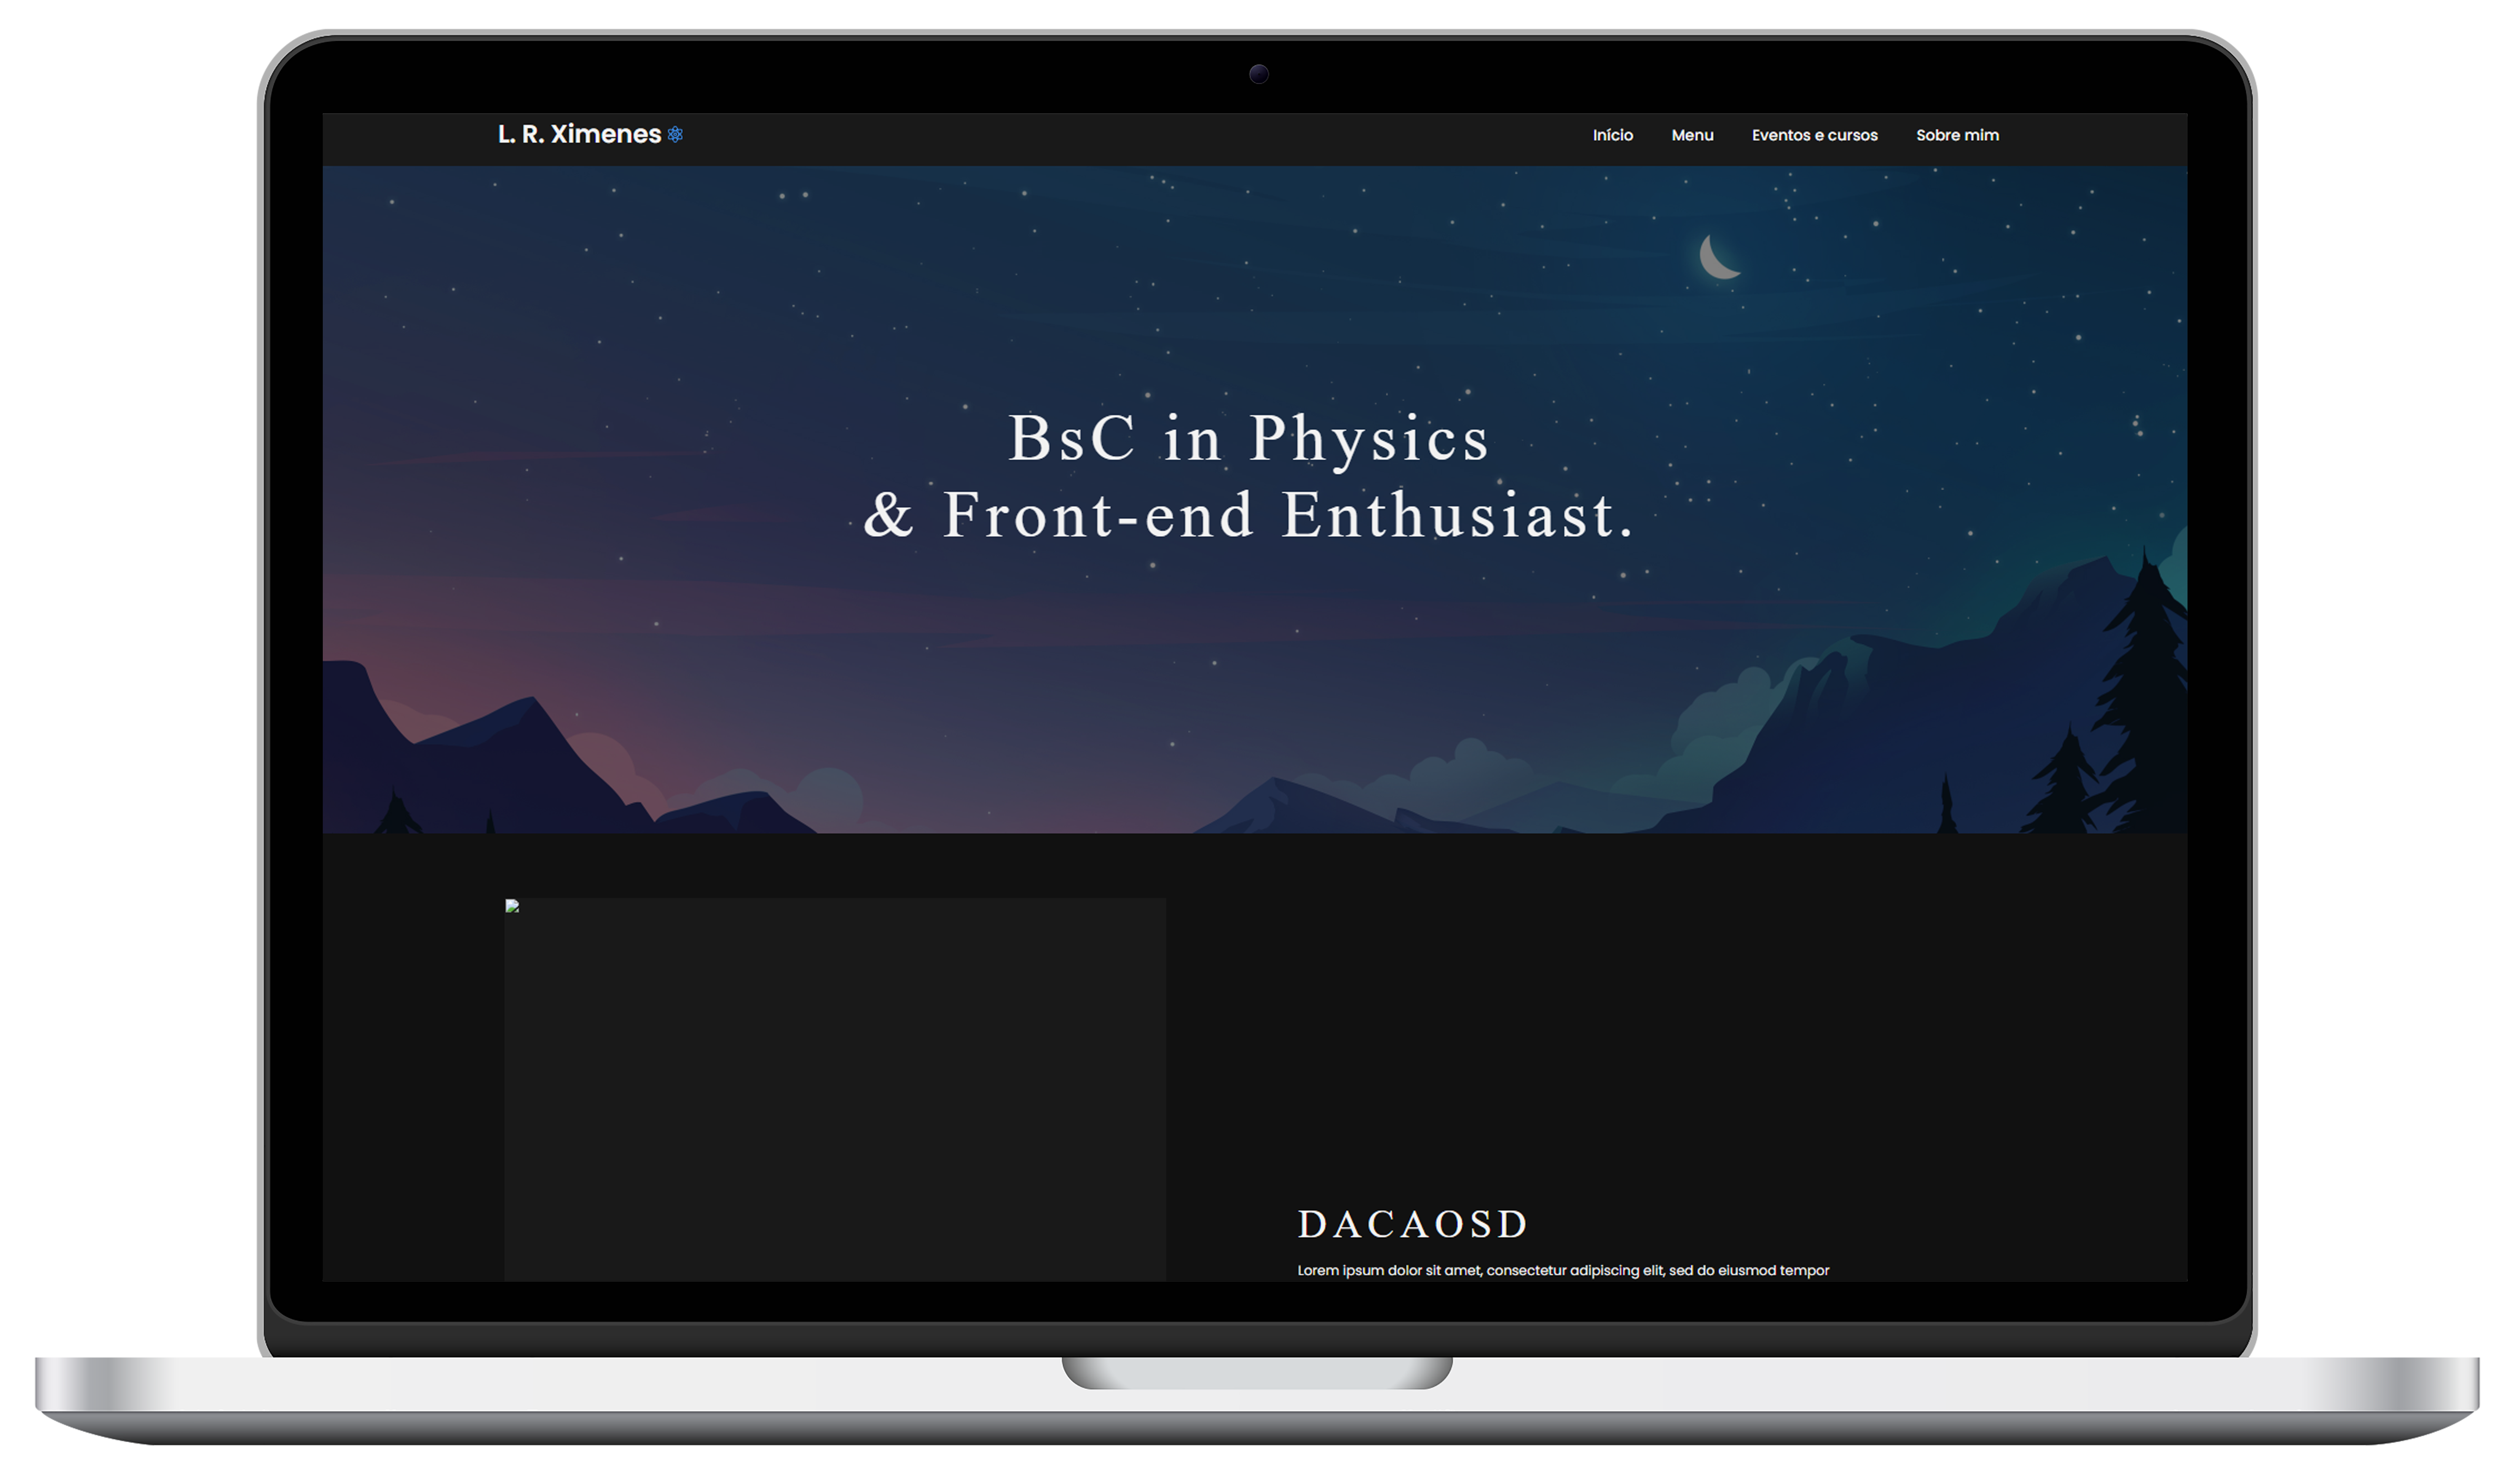 L. R. Ximenes
Início Menu Eventos e cursos Sobre mim
BsC in Physics
& Front-end Enthusiast.
DACAOSD
Lorem ipsum dolor sit amet, consectetur adipiscing elit, sed do eiusmod tempor